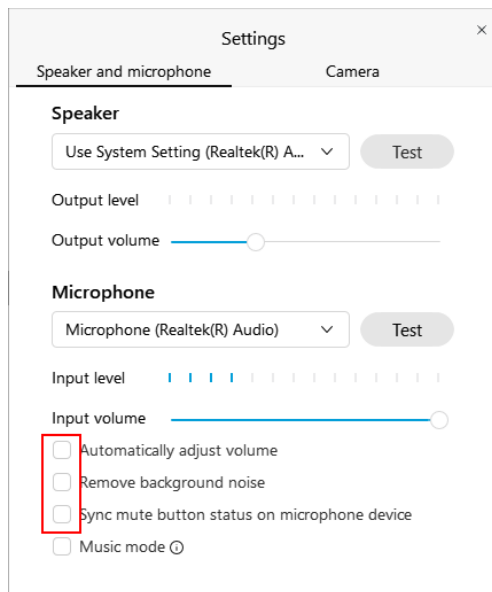 Settings
Speaker and microphone
Camera
Speaker
Use System Setting (Realtek(R) A...
Test
Output level
Output volume
Microphone
Microphone (Realtek(R) Audio)
Test
Input level
Input volume
Automatically adjust volume
Remove background noise
Sync mute button status on microphone device
Music mode